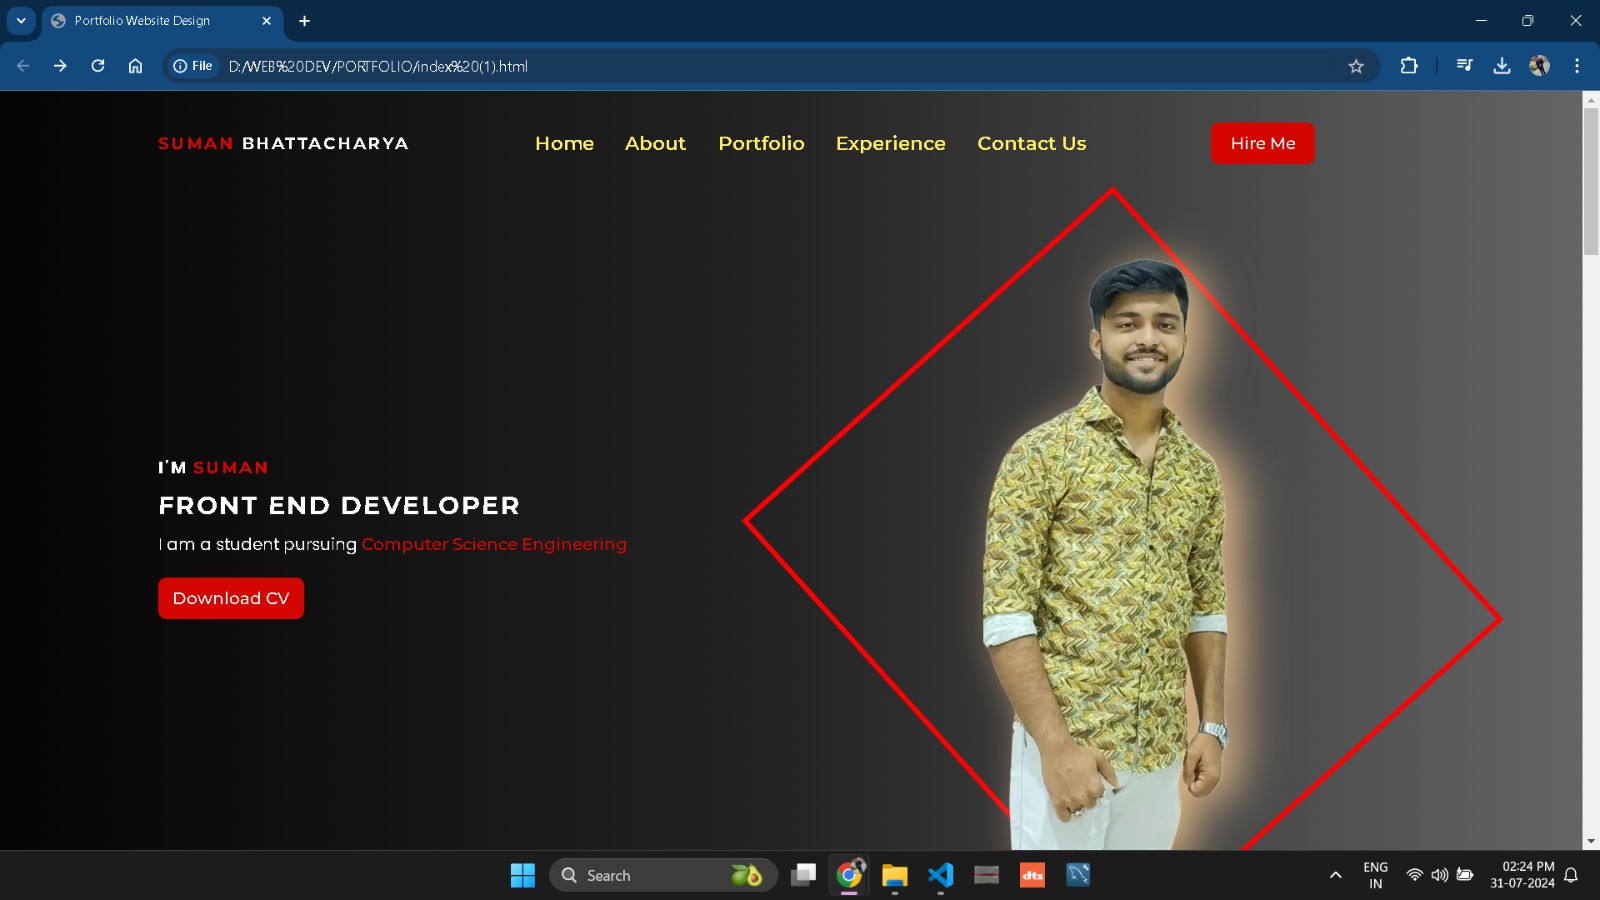 Portfolio Website Design
File
D:/WEB%20DEV/PORTFOLIO/index%20(1).html
SUMAN BHATTACHARYA
Home
About
Portfolio
Experience
Contact Us
Hire Me
I'M SUMAN
FRONT END DEVELOPER
I am a student pursuing Computer Science Engineering
Download CV
Search
dts
ENG
IN
02:24 PM
31-07-2024